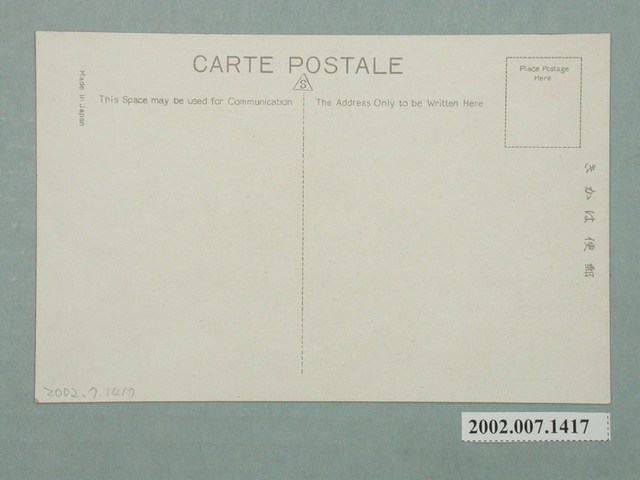 CARTE POSTALE
S
Made in Japan
This Space may be used for Communication
The Address Only to be Written Here
Place Postage
Here
きかは便郵
2002.7.1417
2002.007.1417